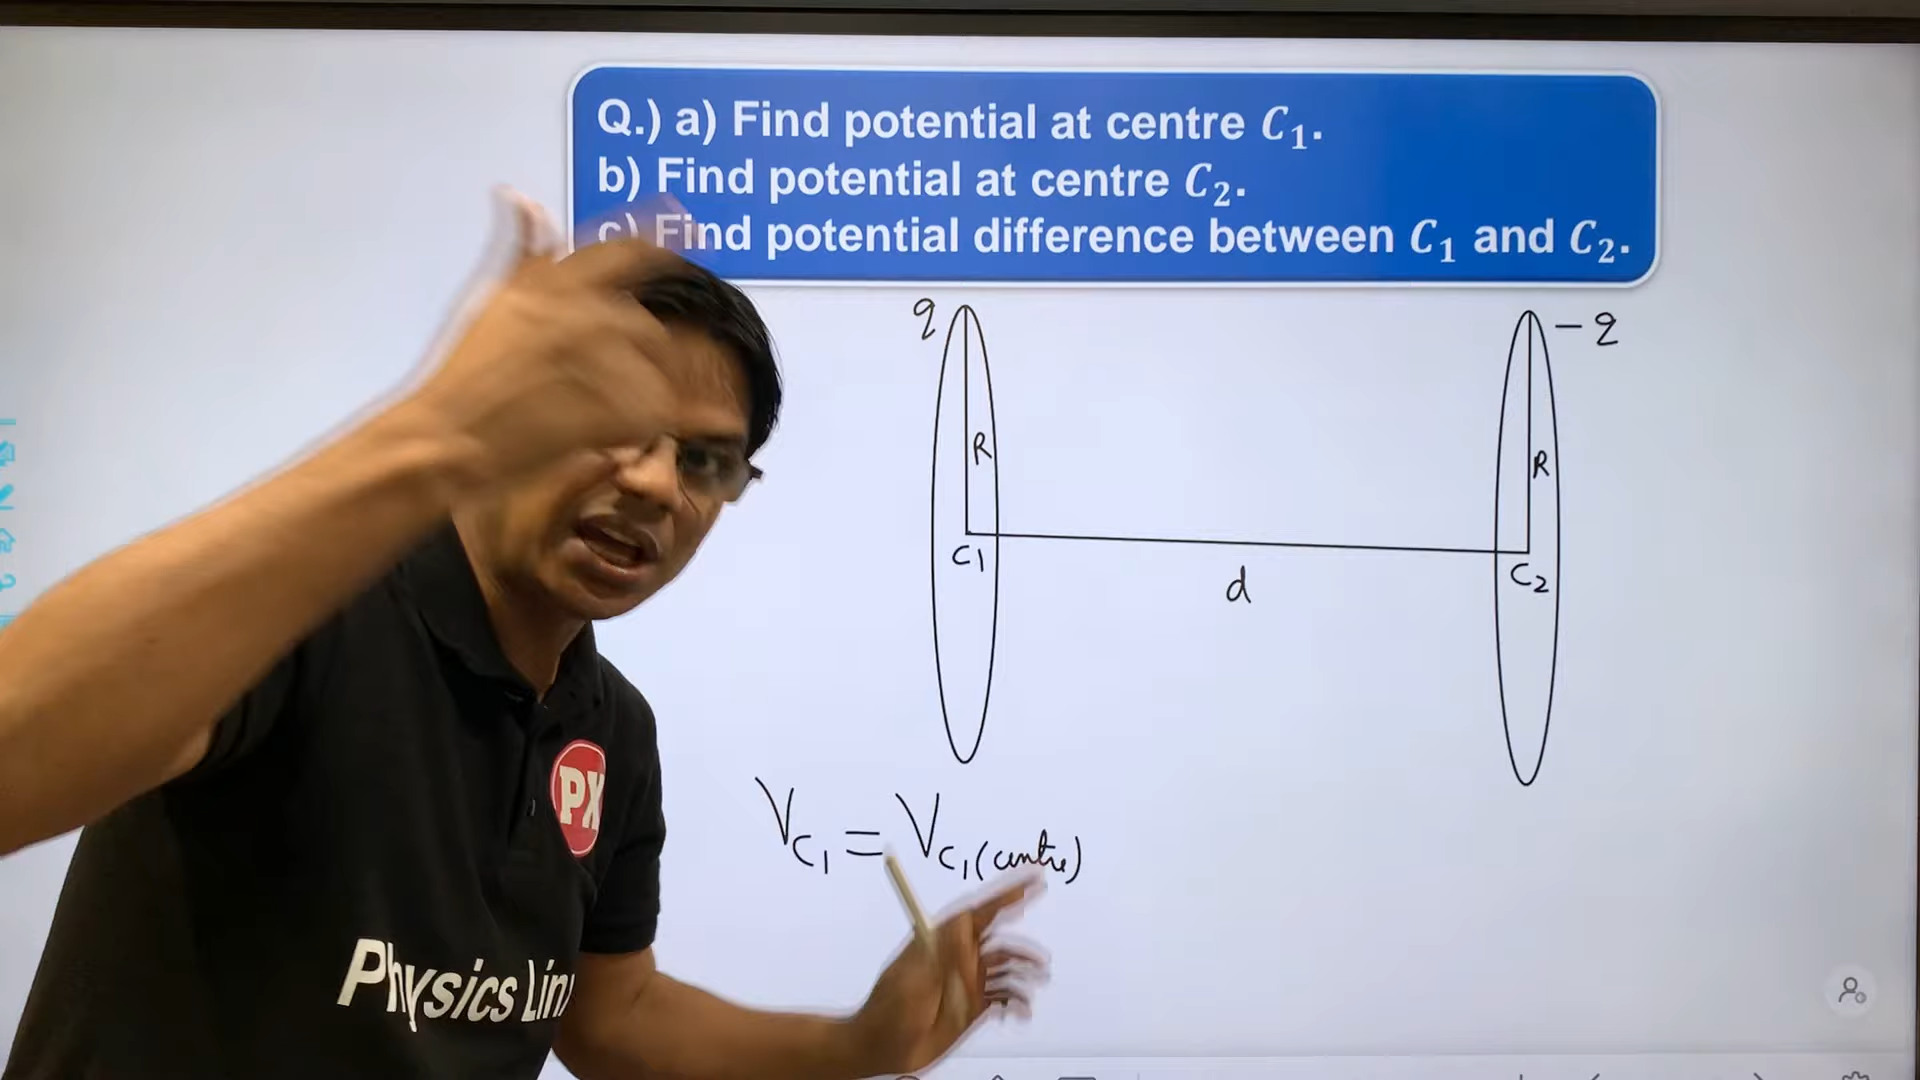 Q.) a) Find potential at centre C₁.
b) Find potential at centre C₂.
c) Find potential difference between C₁ and C₂.
q
-q
R
R
C1
C2
d
V_C₁ = V_C₁(centre)
PX
Physics Lin